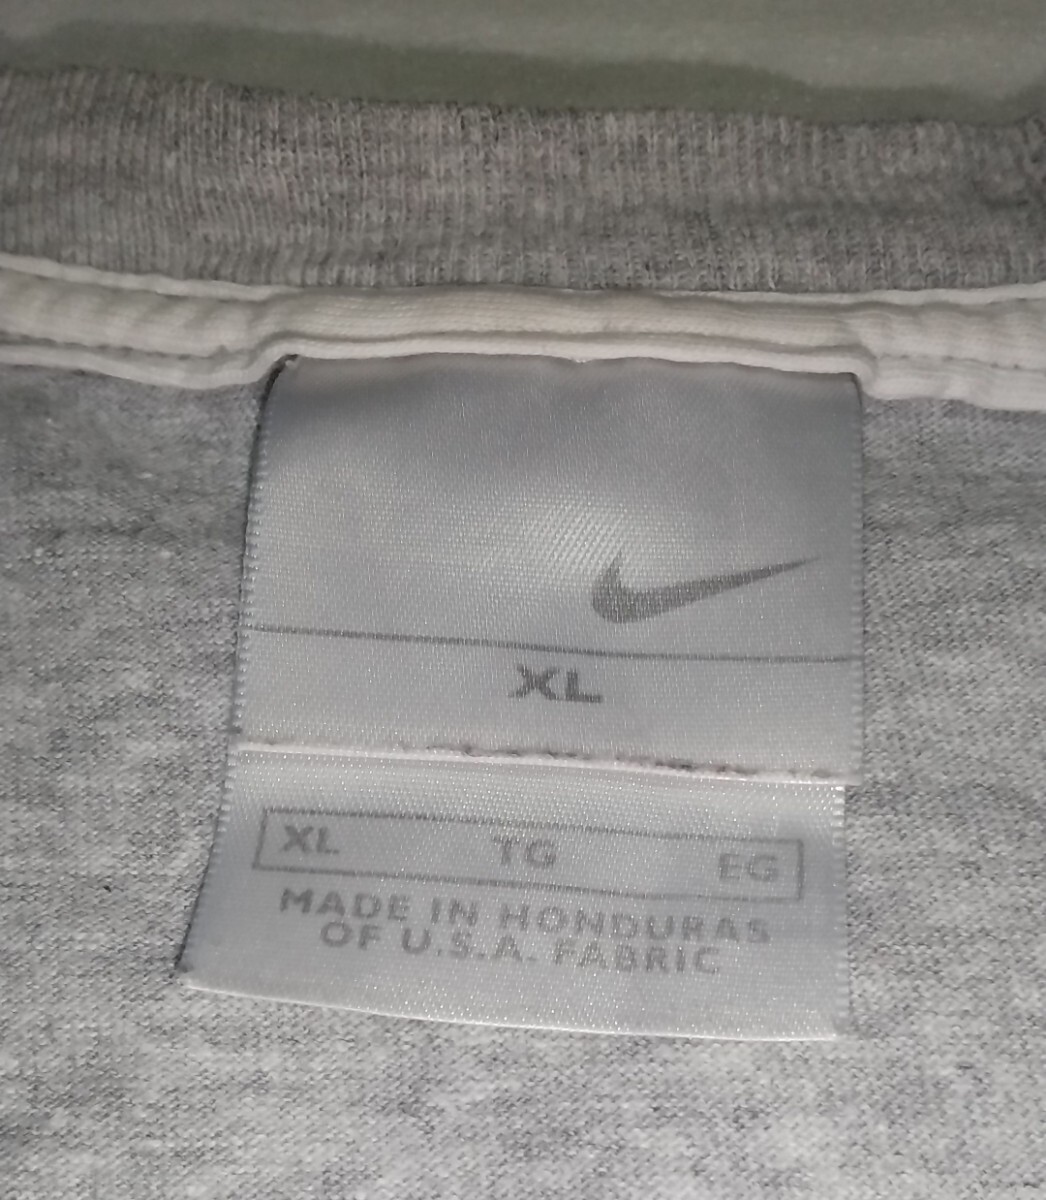 XL
XL TG EG
MADE IN HONDURAS
OF U.S.A. FABRIC